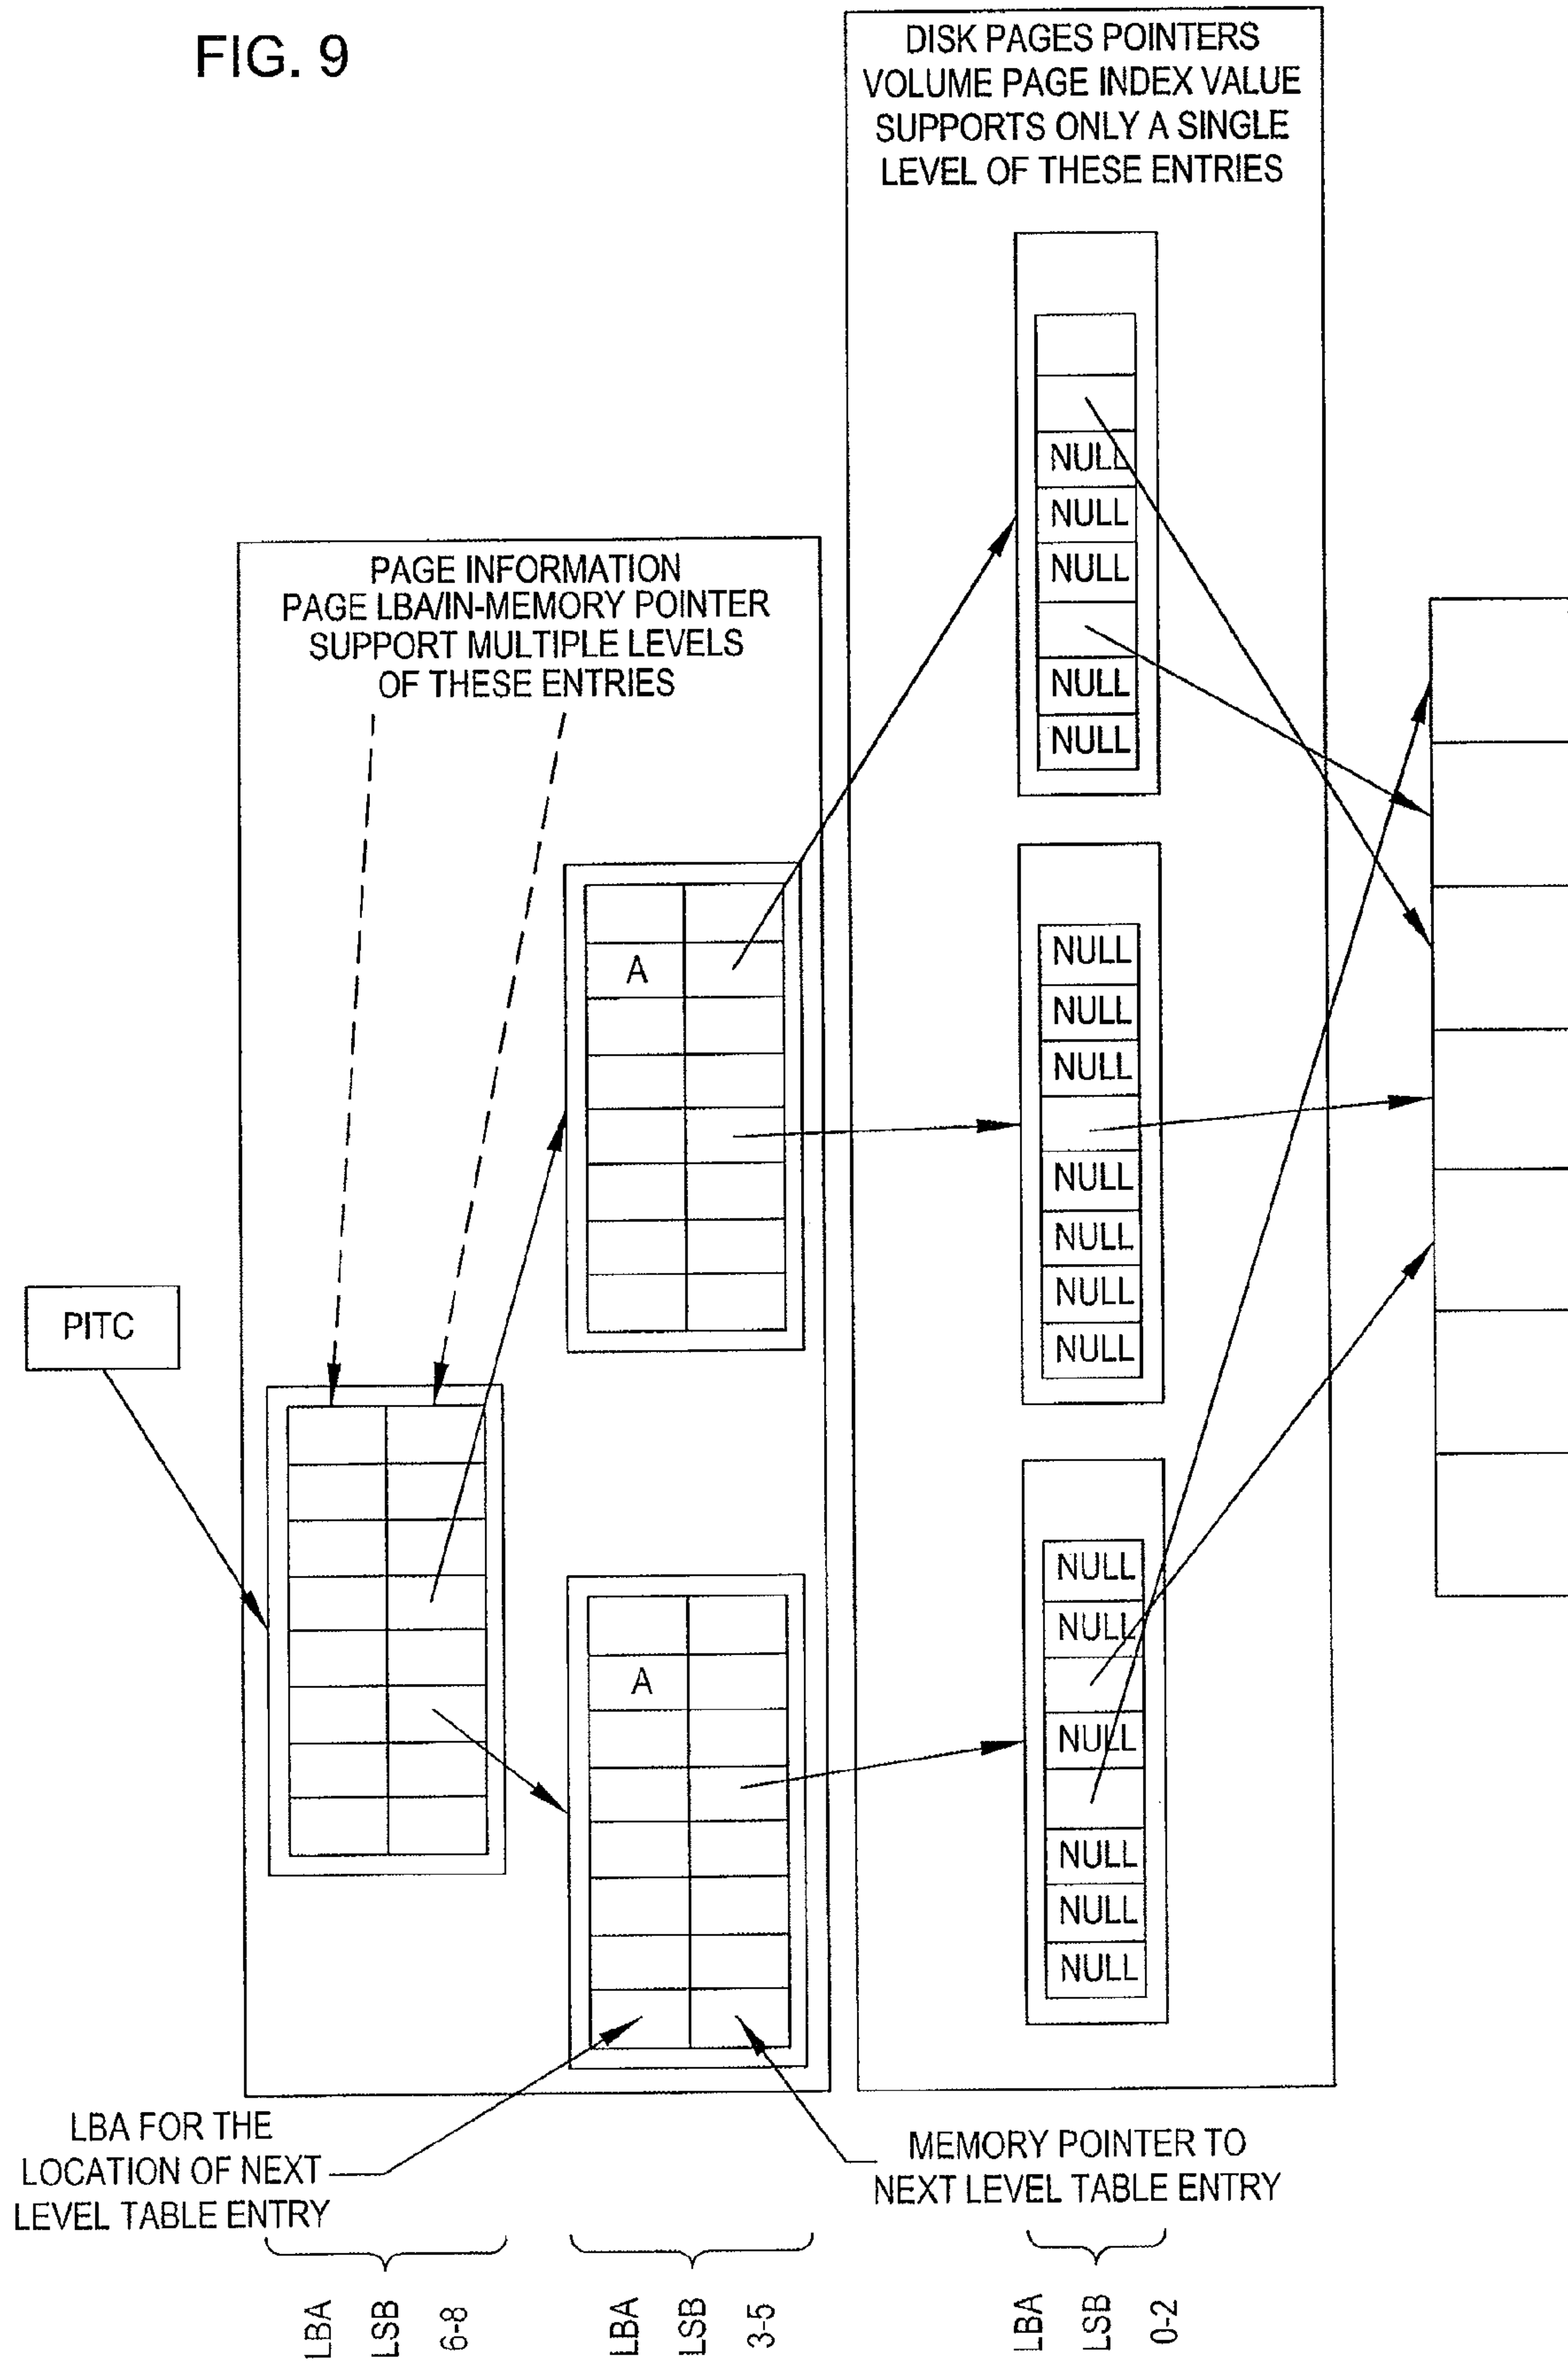 FIG. 9
DISK PAGES POINTERS
VOLUME PAGE INDEX VALUE
SUPPORTS ONLY A SINGLE
LEVEL OF THESE ENTRIES
NULL
NULL
NULL
NULL
NULL
PAGE INFORMATION
PAGE LBA/IN-MEMORY POINTER
SUPPORT MULTIPLE LEVELS
OF THESE ENTRIES
A
NULL
NULL
NULL
NULL
NULL
NULL
NULL
PITC
A
NULL
NULL
NULL
NULL
NULL
NULL
LBA FOR THE
LOCATION OF NEXT
LEVEL TABLE ENTRY
MEMORY POINTER TO
NEXT LEVEL TABLE ENTRY
LBA
LSB
6-8
LBA
LSB
3-5
LBA
LSB
0-2